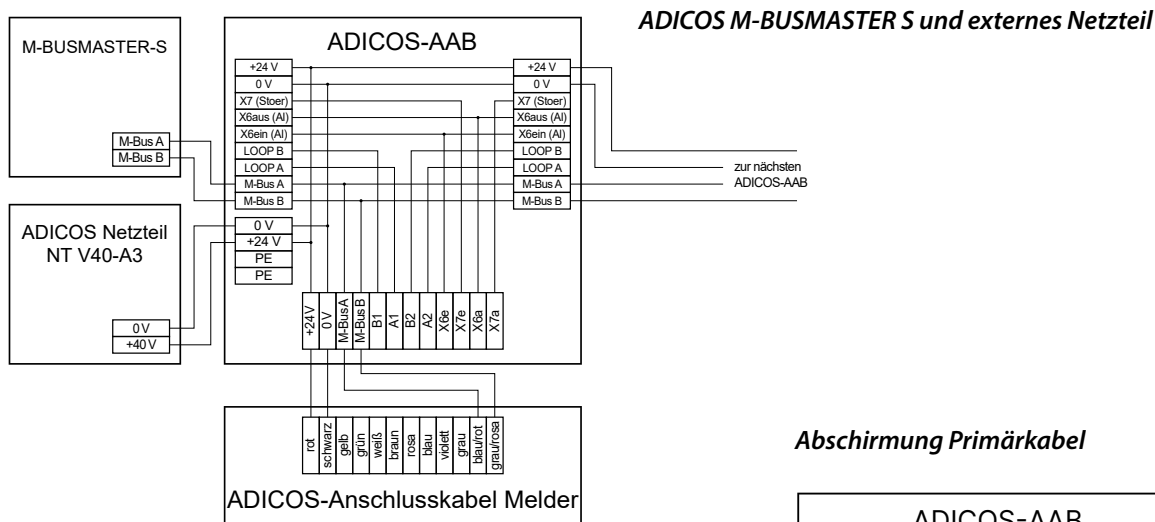 ADICOS M-BUSMASTER S und externes Netzteil
M-BUSMASTER-S
M-Bus A
M-Bus B
ADICOS Netzteil
NT V40-A3
0 V
+40 V
ADICOS-AAB
+24 V
0 V
X7 (Stoer)
X6aus (Al)
X6ein (Al)
LOOP B
LOOP A
M-Bus A
M-Bus B
0 V
+24 V
PE
PE
+24 V
0 V
X7 (Stoer)
X6aus (Al)
X6ein (Al)
LOOP B
LOOP A
M-Bus A
M-Bus B
zur nächsten
ADICOS-AAB
+24 V
0 V
M-Bus A
M-Bus B
B1
A1
B2
A2
X6e
X7e
X6a
X7a
rot
schwarz
gelb
grün
weiß
braun
rosa
blau
violett
grau
blau/rot
grau/rosa
ADICOS-Anschlusskabel Melder
Abschirmung Primärkabel
ADICOS-AAB